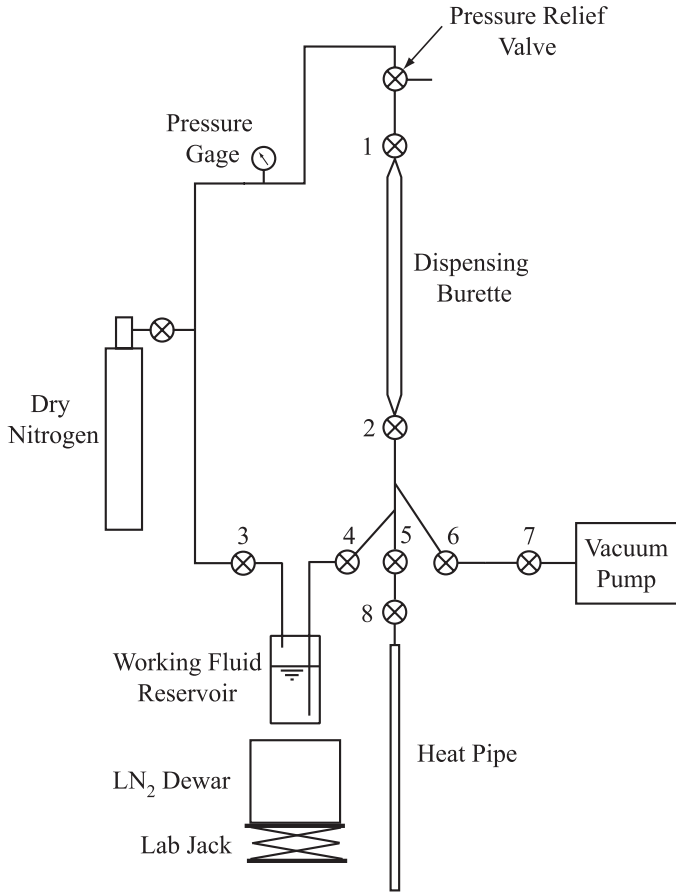 Pressure Relief
Valve
Pressure
Gage
1
Dispensing
Burette
Dry
Nitrogen
2
3
4
5
6
7
Vacuum
Pump
8
Working Fluid
Reservoir
Heat Pipe
LN₂ Dewar
Lab Jack